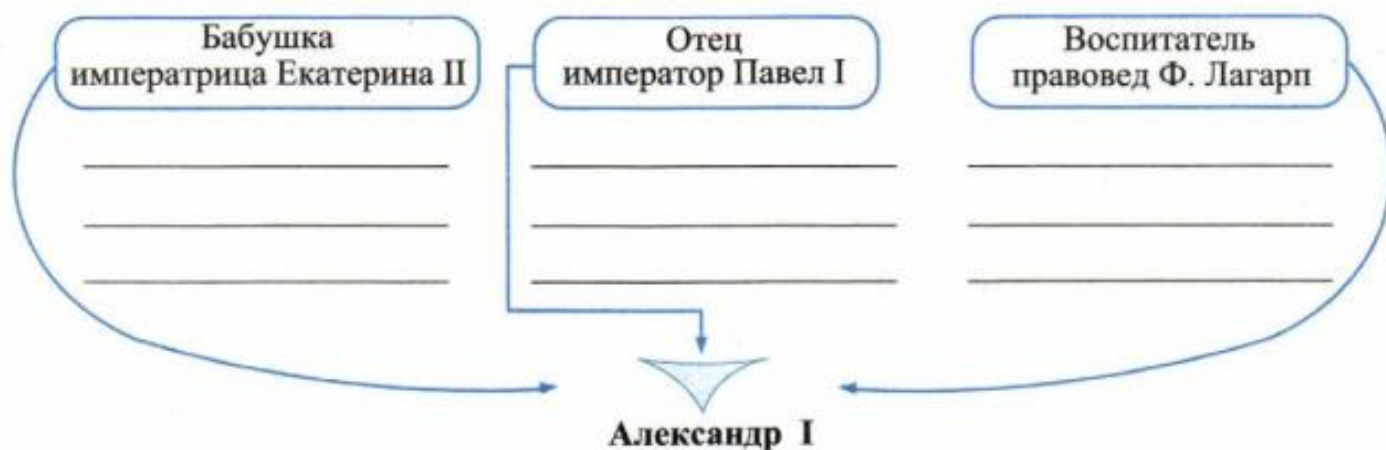 Бабушка
императрица Екатерина II
Отец
император Павел I
Воспитатель
правовед Ф. Лагарп
Александр I